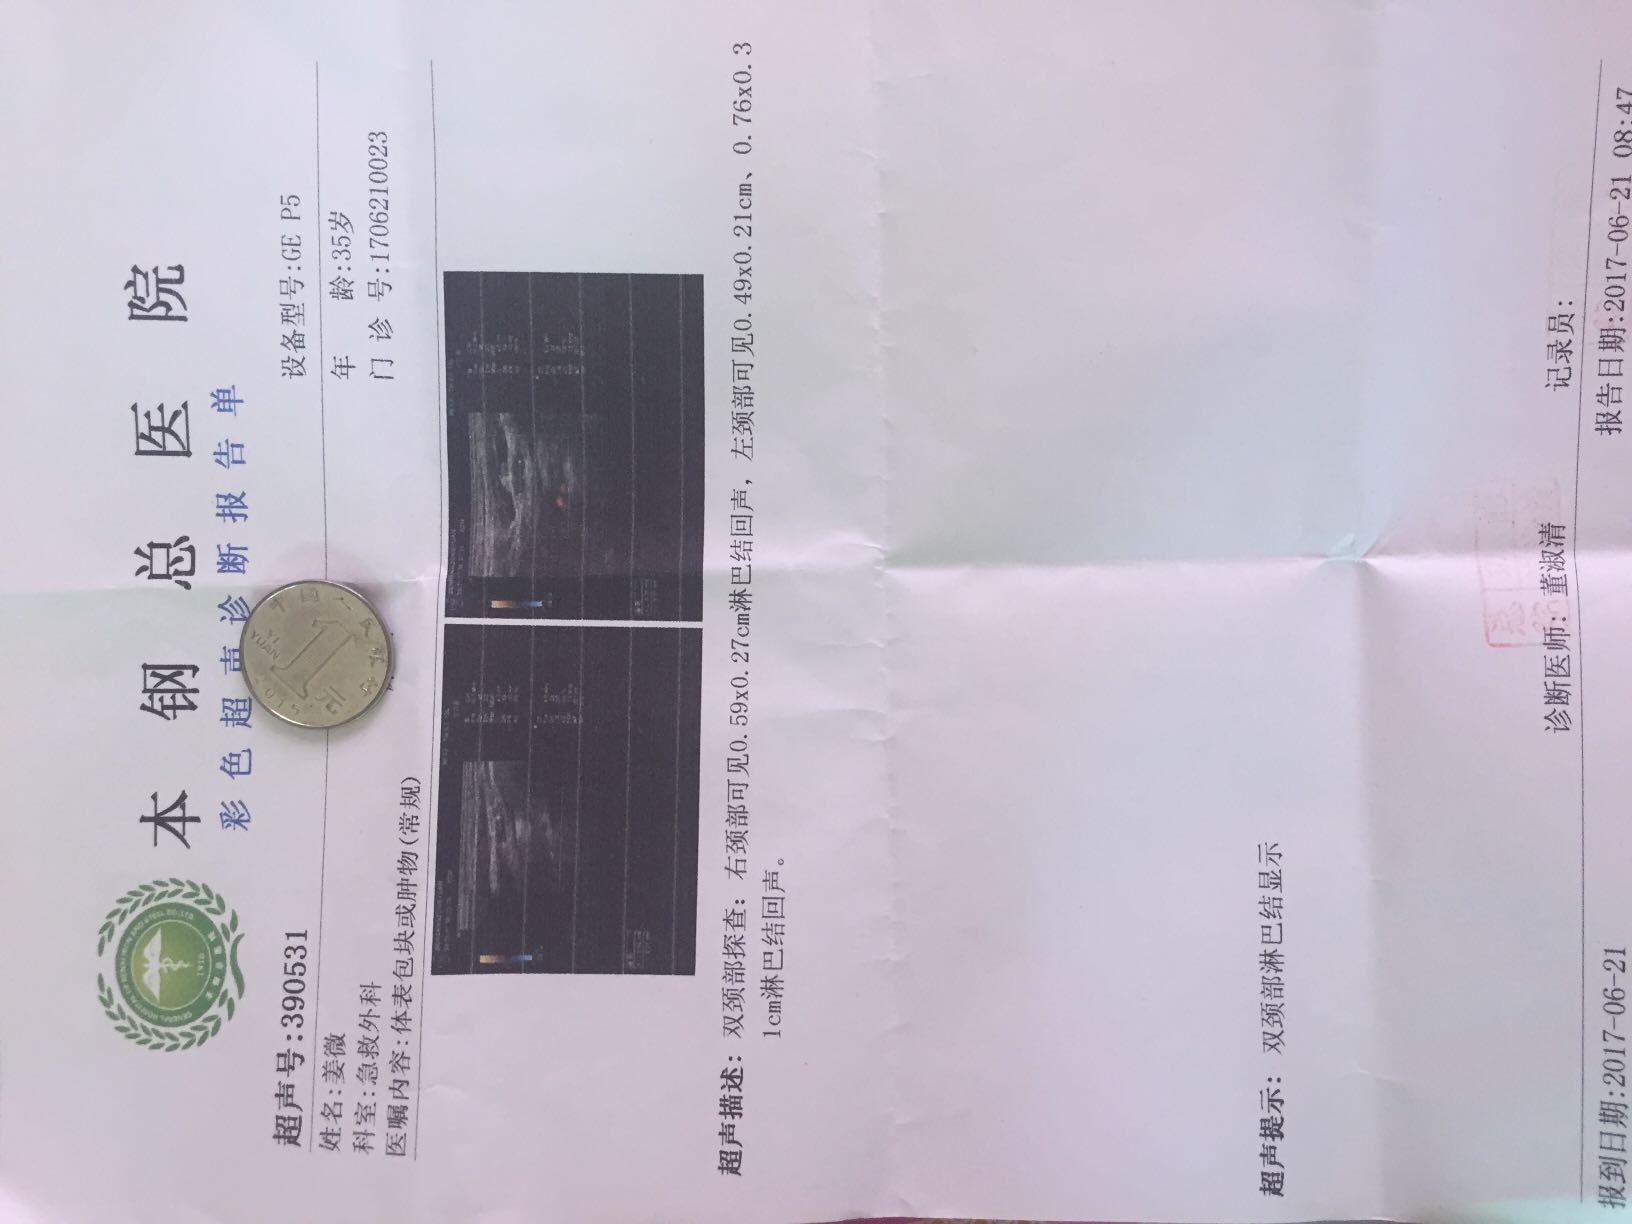 本钢总医院
彩色超声诊断报告单
超声号:390531
设备型号:GE P5
姓名:姜微
年 龄:35岁
科室:急救外科
门 诊 号:1706210023
医嘱内容:体表包块或肿物(常规)
超声描述: 双颈部探查: 右颈部可见0.59x0.27cm淋巴结回声, 左颈部可见0.49x0.21cm、0.76x0.3
1cm淋巴结回声。
超声提示: 双颈部淋巴结显示
诊断医师: 董淑清
记录员:
报到日期:2017-06-21
报告日期:2017-06-21 08:47
YI
YUAN
1
元
1916